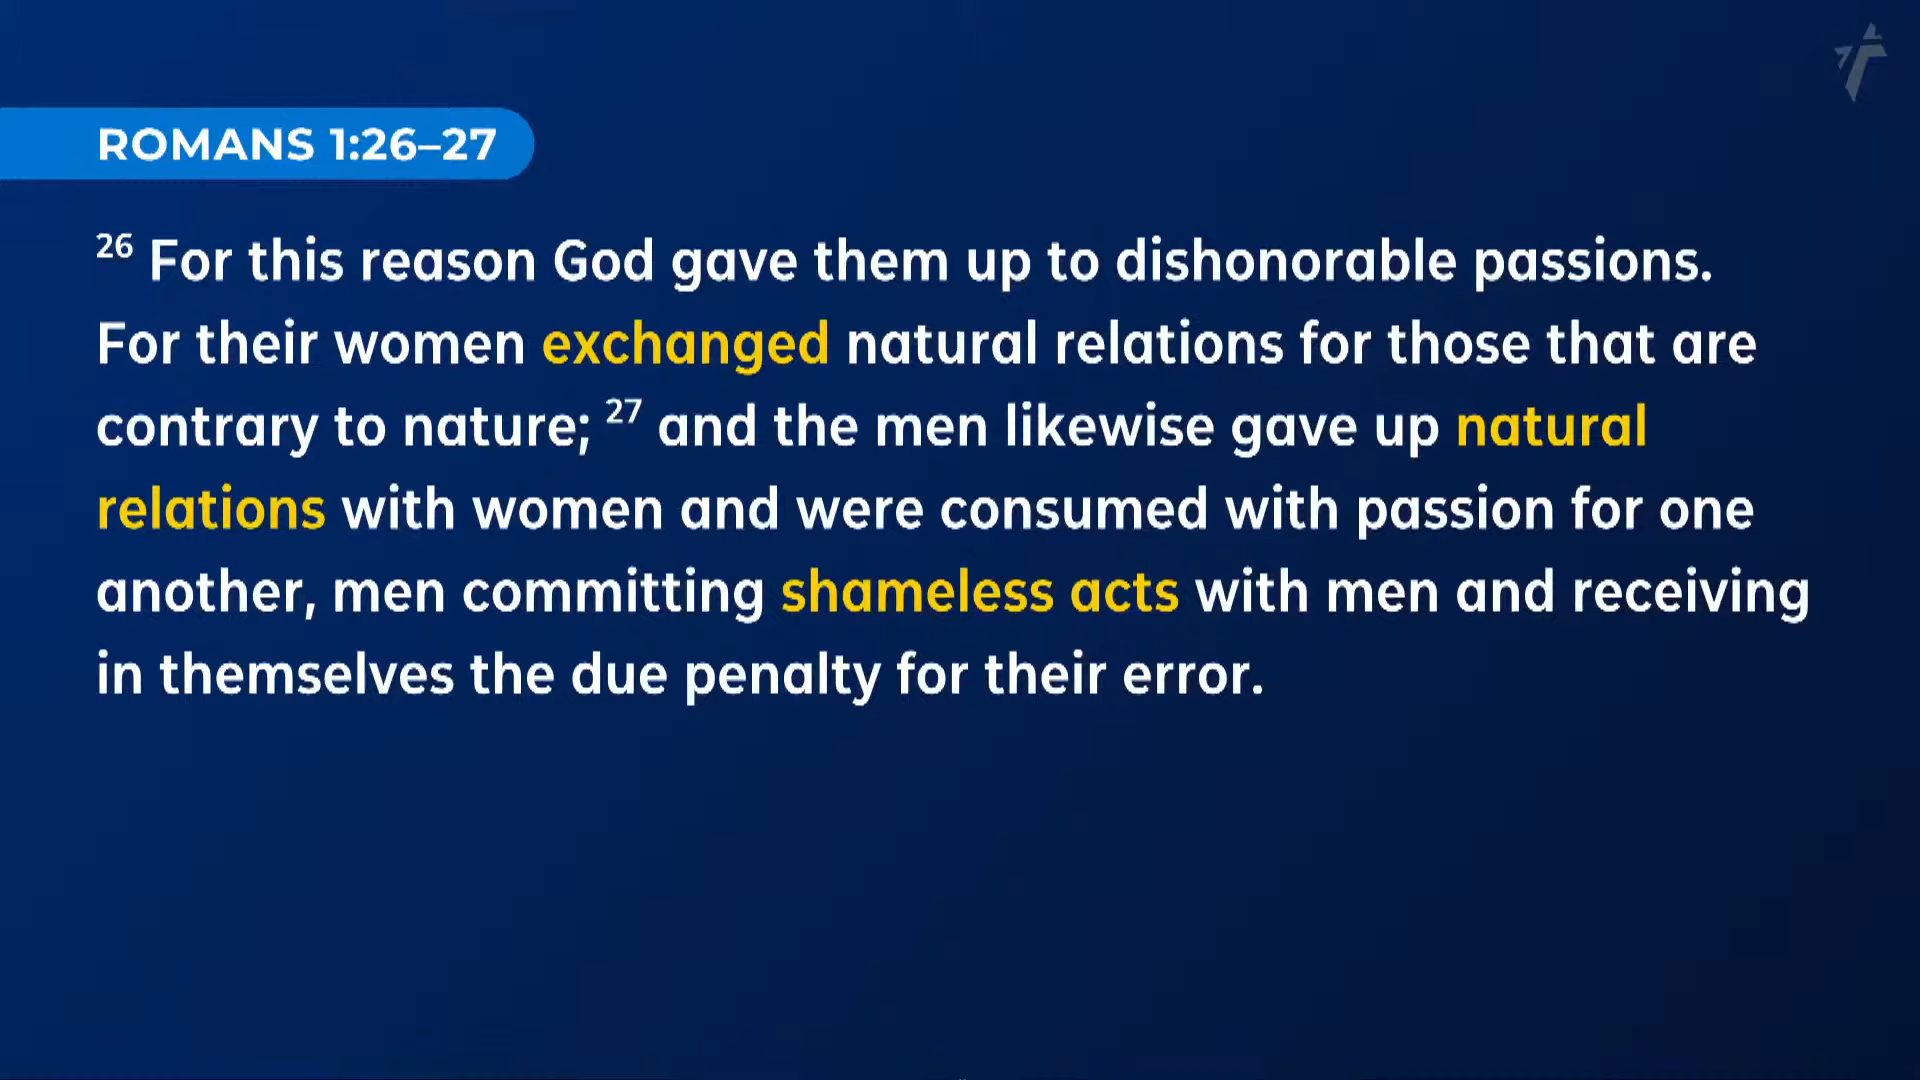 ROMANS 1:26–27
26 For this reason God gave them up to dishonorable passions.
For their women exchanged natural relations for those that are
contrary to nature; 27 and the men likewise gave up natural
relations with women and were consumed with passion for one
another, men committing shameless acts with men and receiving
in themselves the due penalty for their error.